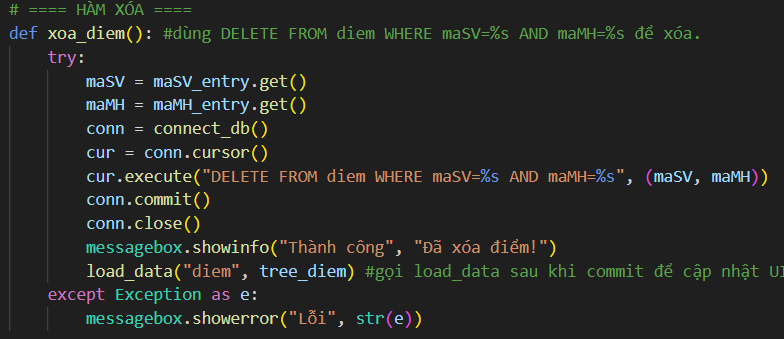 # ==== HÀM XÓA ====
def xoa_diem(): #dùng DELETE FROM diem WHERE maSV=%s AND maMH=%s để xóa.
    try:
        maSV = maSV_entry.get()
        maMH = maMH_entry.get()
        conn = connect_db()
        cur = conn.cursor()
        cur.execute("DELETE FROM diem WHERE maSV=%s AND maMH=%s", (maSV, maMH))
        conn.commit()
        conn.close()
        messagebox.showinfo("Thành công", "Đã xóa điểm!")
        load_data("diem", tree_diem) #gọi load_data sau khi commit để cập nhật UI
    except Exception as e:
        messagebox.showerror("Lỗi", str(e))